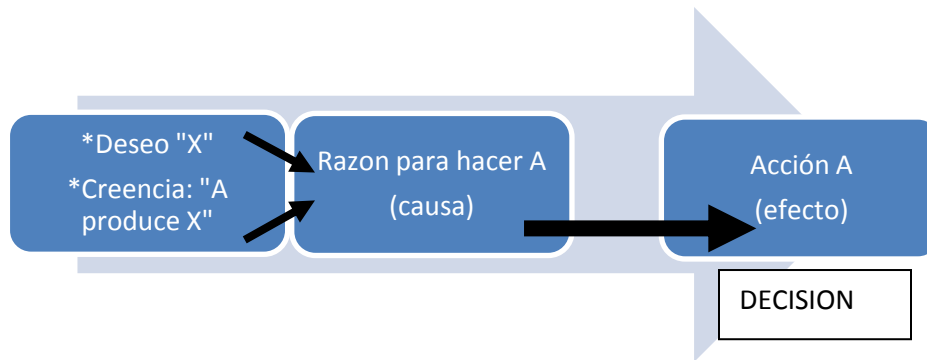 *Deseo "X"
*Creencia: "A
produce X"
Razon para hacer A
(causa)
Acción A
(efecto)
DECISION